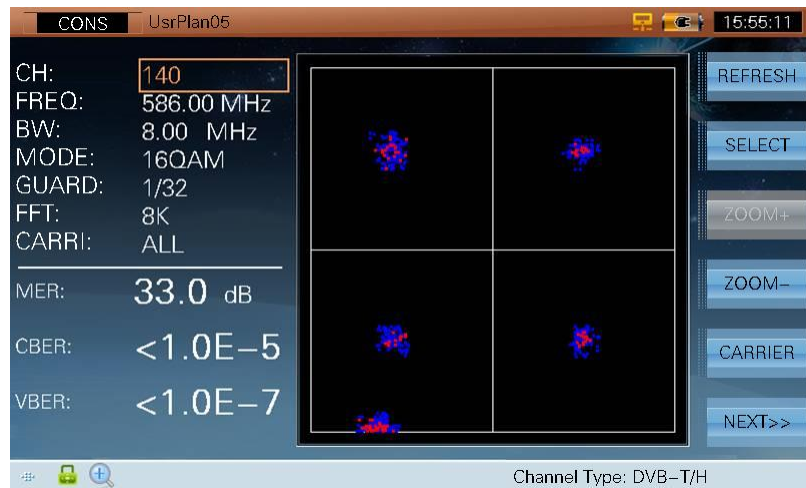 CONS UsrPlan05 15:55:11
CH: 140
FREQ: 586.00 MHz
BW: 8.00 MHz
MODE: 16QAM
GUARD: 1/32
FFT: 8K
CARRI: ALL
MER: 33.0 dB
CBER: <1.0E-5
VBER: <1.0E-7
REFRESH
SELECT
ZOOM+
ZOOM-
CARRIER
NEXT>>
Channel Type: DVB-T/H